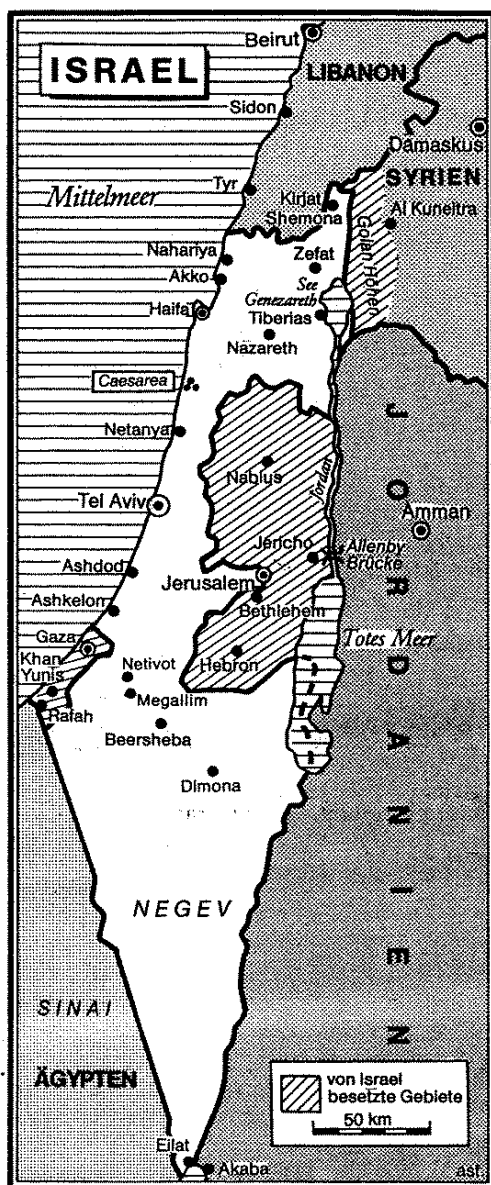 ISRAEL
Beirut
LIBANON
Sidon
Damaskus
SYRIEN
Mittelmeer
Tyr
Kirjat
Shemona
Al Kuneitra
Golan Höhen
Nahariya
Zefat
Akko
See
Genezareth
Haifa
Tiberias
Nazareth
Caesarea
Netanya
Nablus
Jordan
JORDANIEN
Tel Aviv
Amman
Jericho
Allenby
Brücke
Ashdod
Jerusalem
Ashkelon
Bethlehem
Gaza
Totes Meer
Khan
Yunis
Netivot
Hebron
Rafah
Megallim
Beersheba
Dimona
NEGEV
SINAI
ÄGYPTEN
von Israel
besetzte Gebiete
50 km
Eilat
Akaba
ast.